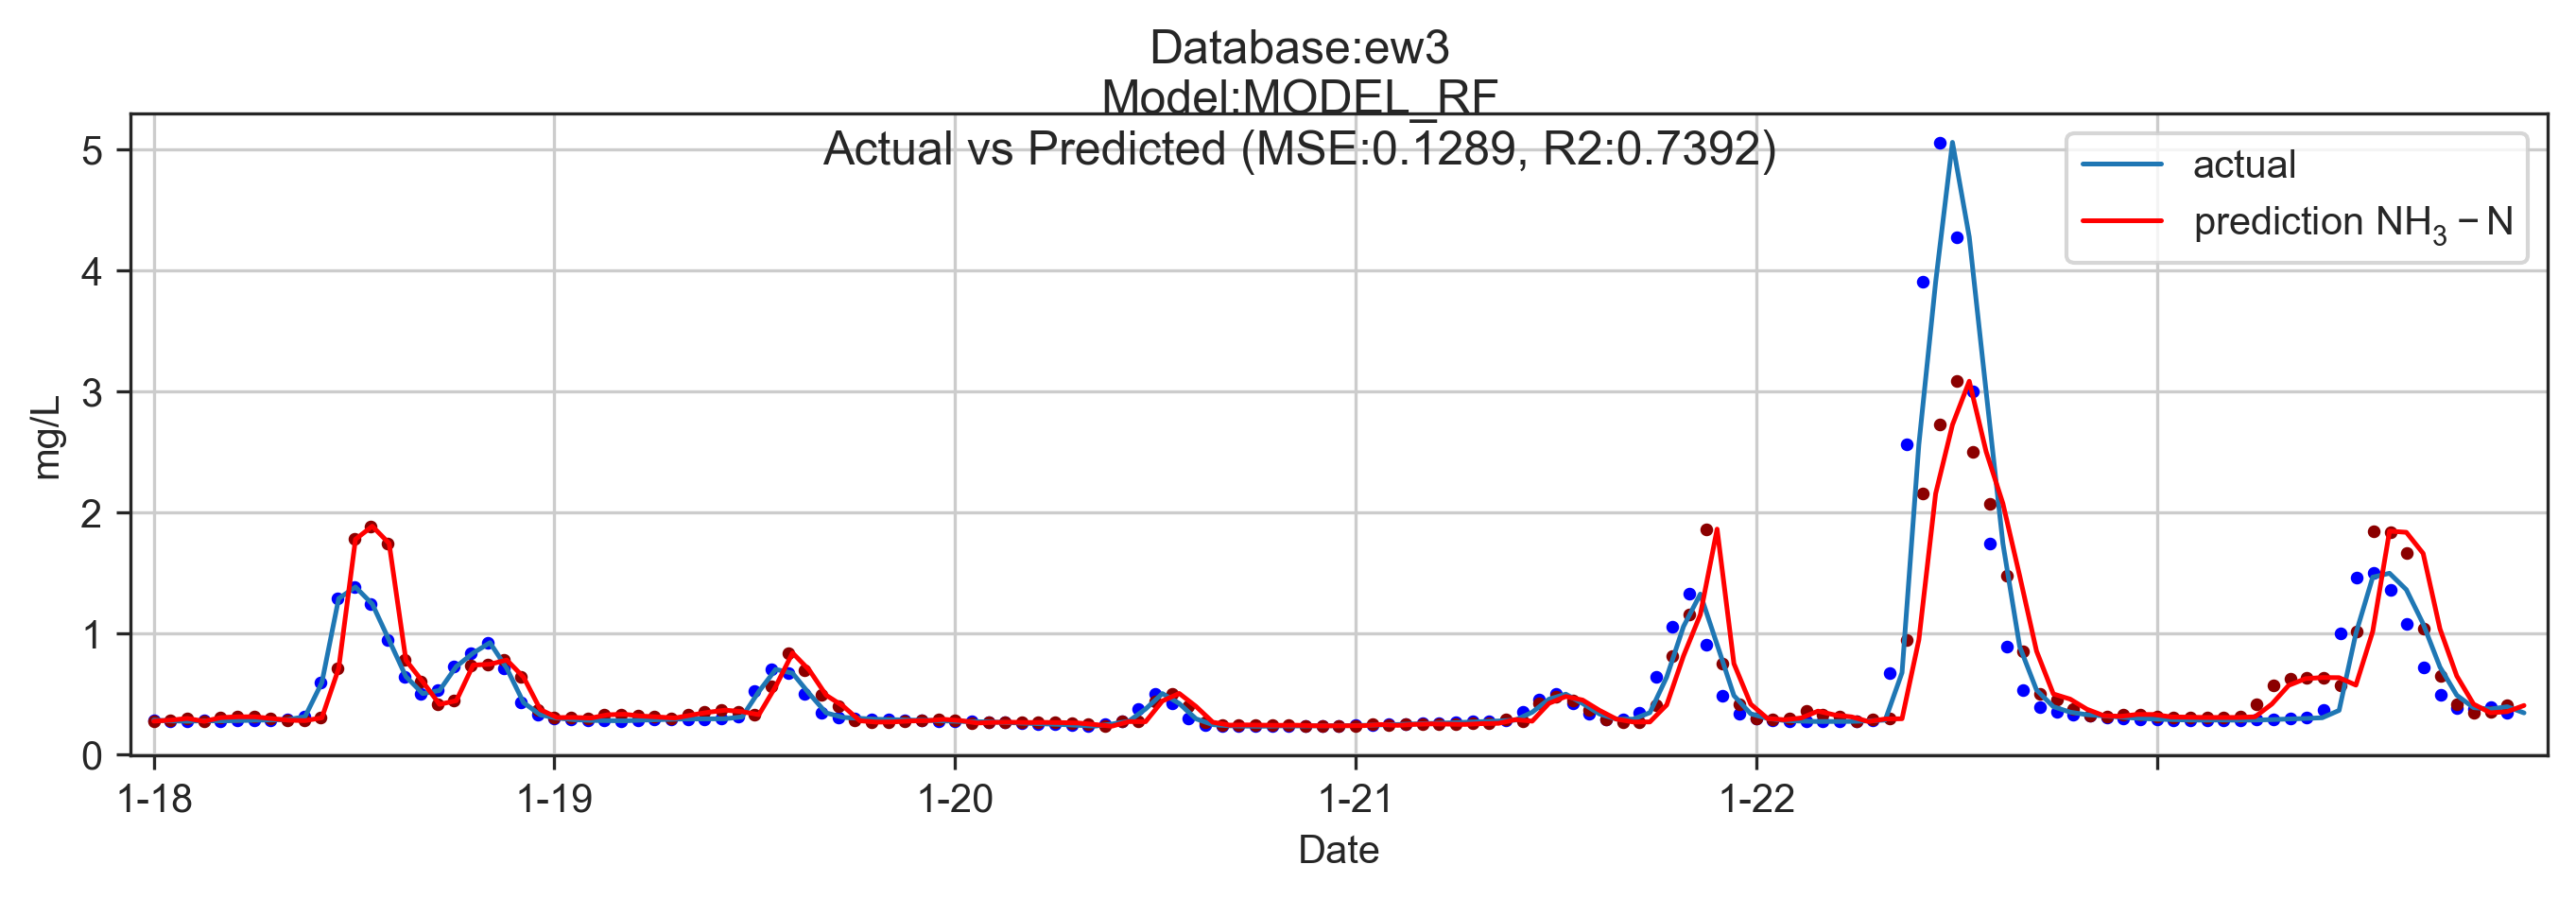 Database:ew3
Model:MODEL_RF
Actual vs Predicted (MSE:0.1289, R2:0.7392)
actual
prediction NH₃ − N
5
4
3
2
1
0
mg/L
1-18 1-19 1-20 1-21 1-22
Date